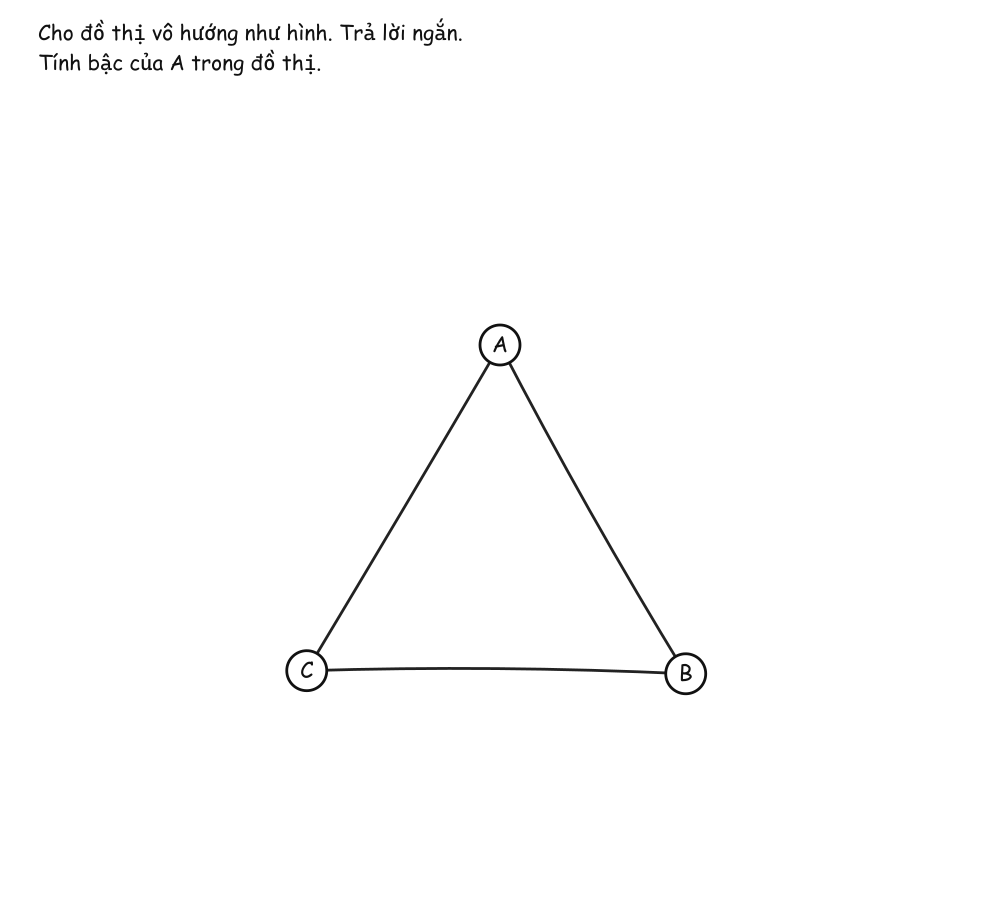 Cho đồ thị vô hướng như hình. Trả lời ngắn.
Tính bậc của A trong đồ thị.
A
C
B